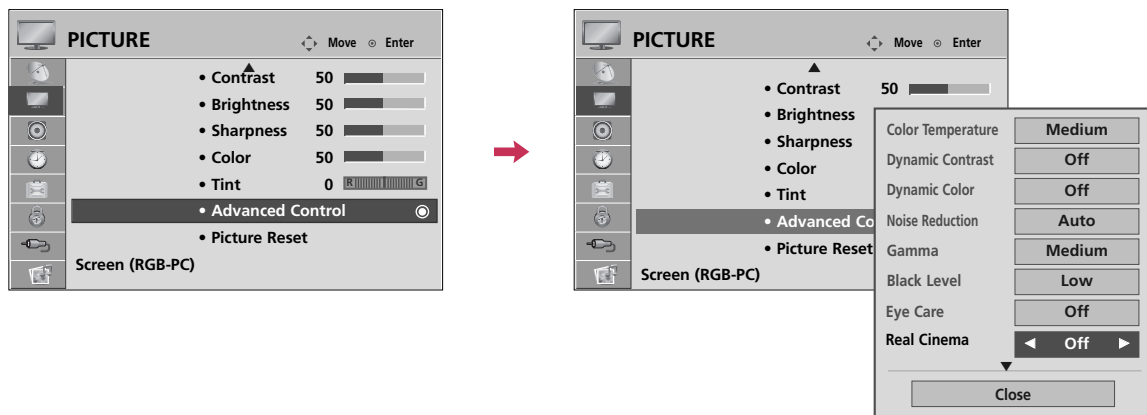 PICTURE
Move Enter
• Contrast 50
• Brightness 50
• Sharpness 50
• Color 50
• Tint 0 R G
• Advanced Control
• Picture Reset
Screen (RGB-PC)
PICTURE
Move Enter
• Contrast 50
• Brightness
• Sharpness
• Color
• Tint
• Advanced Co
• Picture Reset
Screen (RGB-PC)
Color Temperature Medium
Dynamic Contrast Off
Dynamic Color Off
Noise Reduction Auto
Gamma Medium
Black Level Low
Eye Care Off
Real Cinema Off
Close